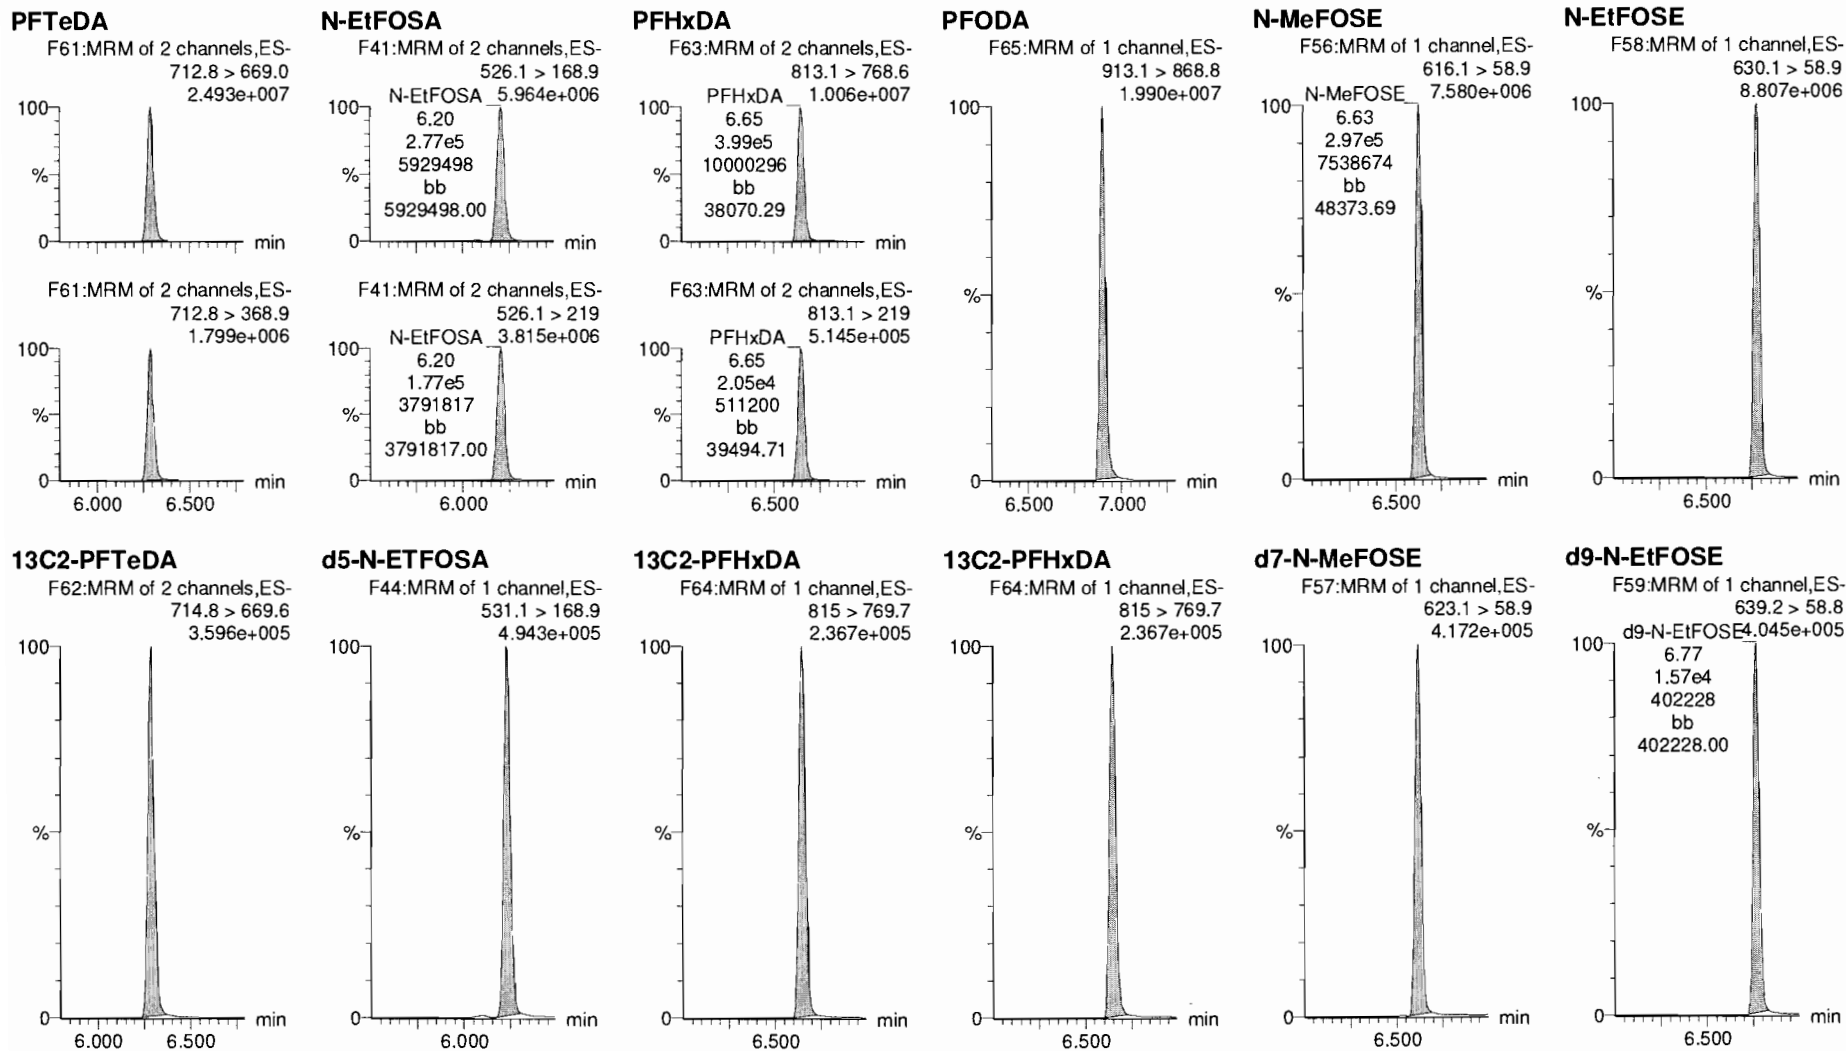 PFTeDA
F61:MRM of 2 channels,ES-
712.8 > 669.0
2.493e+007
100
%
0
min
F61:MRM of 2 channels,ES-
712.8 > 368.9
1.799e+006
100
%
0
min
6.000 6.500
N-EtFOSA
F41:MRM of 2 channels,ES-
526.1 > 168.9
N-EtFOSA 5.964e+006
100
6.20
2.77e5
5929498
%
bb
5929498.00
0
min
F41:MRM of 2 channels,ES-
526.1 > 219
N-EtFOSA 3.815e+006
100
6.20
1.77e5
3791817
%
bb
3791817.00
0
min
6.000
PFHxDA
F63:MRM of 2 channels,ES-
813.1 > 768.6
PFHxDA 1.006e+007
100
6.65
3.99e5
10000296
%
bb
38070.29
0
min
F63:MRM of 2 channels,ES-
813.1 > 219
PFHxDA 5.145e+005
100
6.65
2.05e4
511200
%
bb
39494.71
0
min
6.500
PFODA
F65:MRM of 1 channel,ES-
913.1 > 868.8
1.990e+007
100
%
0
min
6.500 7.000
N-MeFOSE
F56:MRM of 1 channel,ES-
616.1 > 58.9
N-MeFOSE 7.580e+006
100
6.63
2.97e5
7538674
bb
48373.69
%
0
min
6.500
N-EtFOSE
F58:MRM of 1 channel,ES-
630.1 > 58.9
8.807e+006
100
%
0
min
6.500
13C2-PFTeDA
F62:MRM of 2 channels,ES-
714.8 > 669.6
3.596e+005
100
%
0
min
6.000 6.500
d5-N-ETFOSA
F44:MRM of 1 channel,ES-
531.1 > 168.9
4.943e+005
100
%
0
min
6.000
13C2-PFHxDA
F64:MRM of 1 channel,ES-
815 > 769.7
2.367e+005
100
%
0
min
6.500
13C2-PFHxDA
F64:MRM of 1 channel,ES-
815 > 769.7
2.367e+005
100
%
0
min
6.500
d7-N-MeFOSE
F57:MRM of 1 channel,ES-
623.1 > 58.9
4.172e+005
100
%
0
min
6.500
d9-N-EtFOSE
F59:MRM of 1 channel,ES-
639.2 > 58.8
d9-N-EtFOSE 4.045e+005
100
6.77
1.57e4
402228
bb
402228.00
%
0
min
6.500